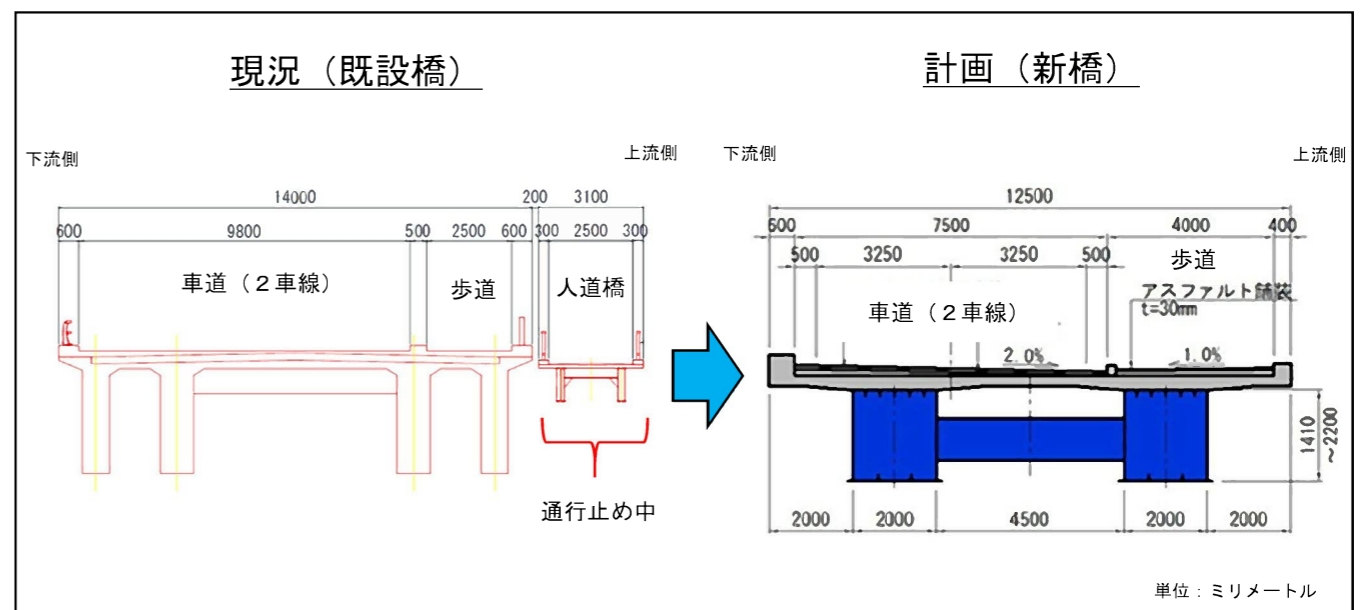 現況（既設橋）
計画（新橋）
下流側
上流側
下流側
上流側
14000
200
3100
600
9800
500
2500
600
300
2500
300
車道（２車線）
歩道
人道橋
通行止め中
12500
600
7500
4000
400
500
3250
3250
500
歩道
車道（２車線）
アスファルト舗装
t=30mm
2.0%
1.0%
1410
～2200
2000
2000
4500
2000
2000
単位：ミリメートル